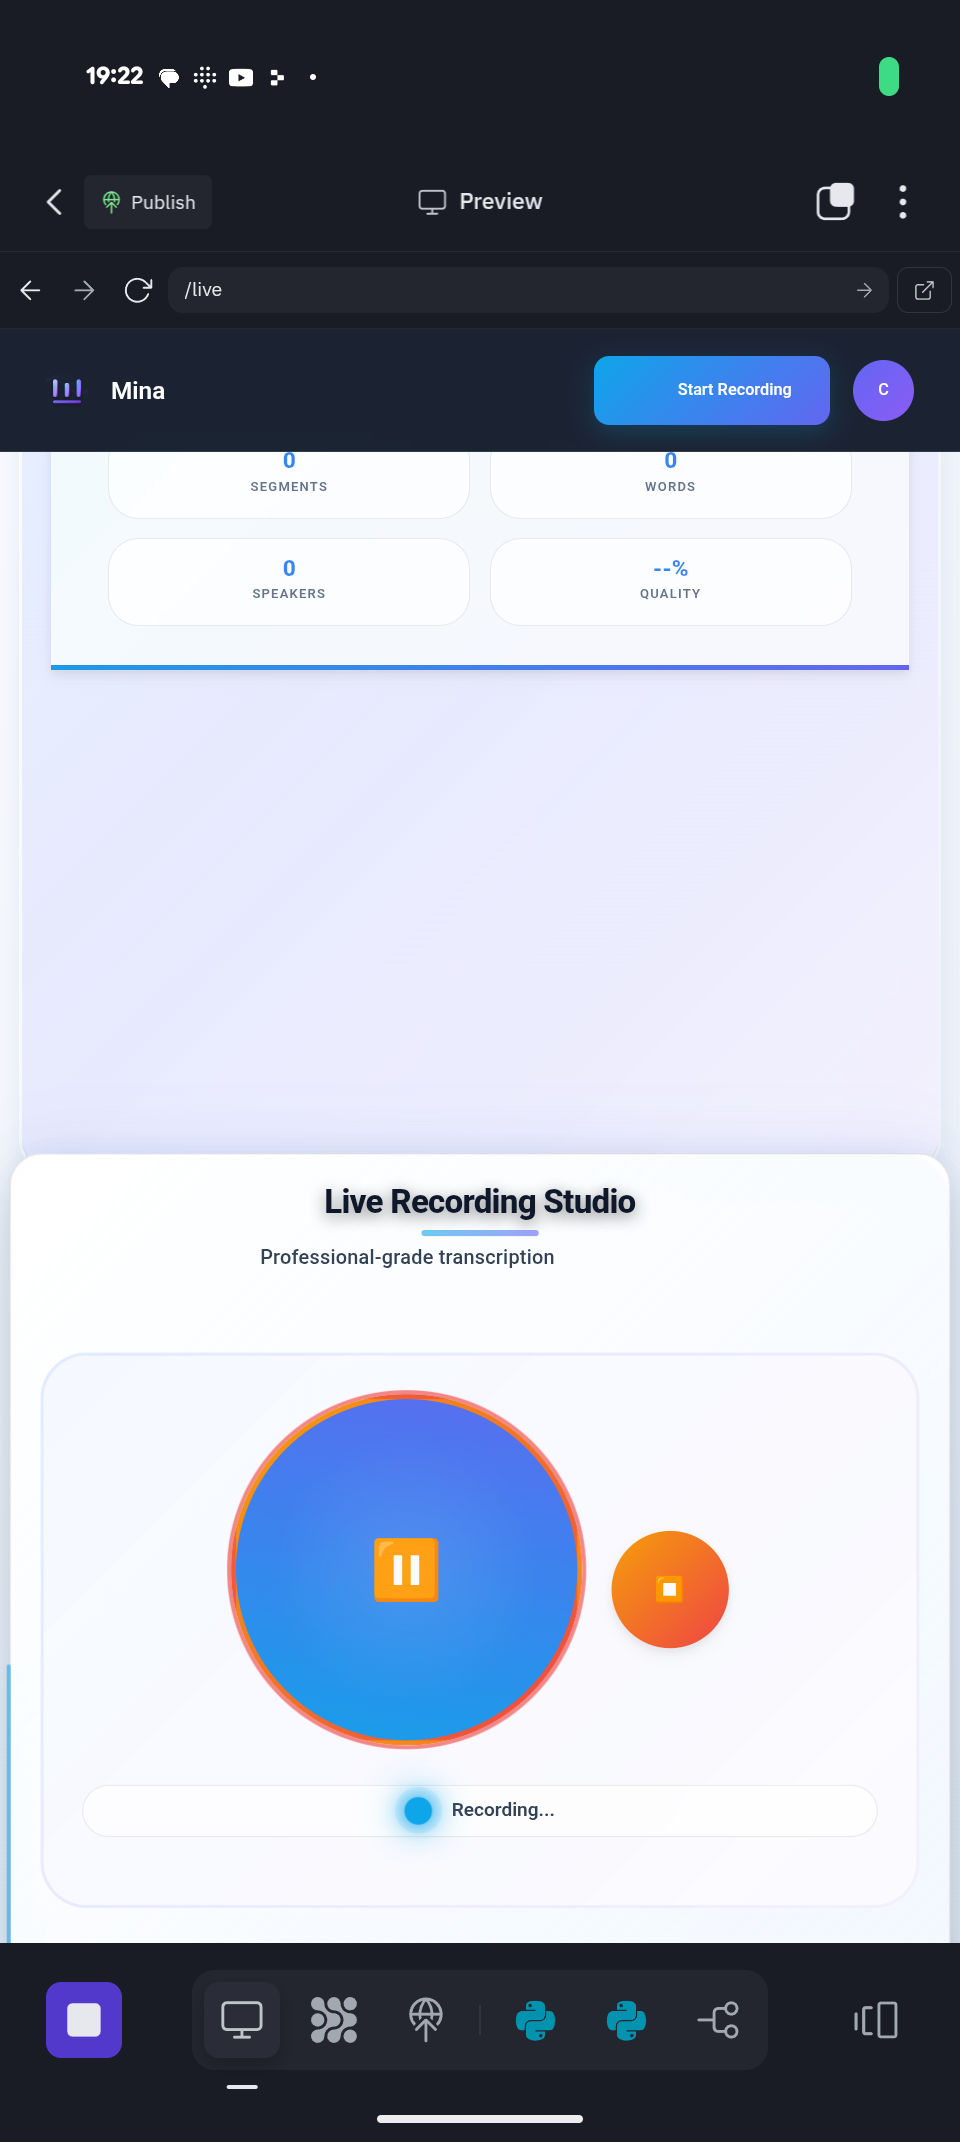 19:22
Publish
Preview
/live
Mina
Start Recording
C
0
SEGMENTS
0
WORDS
0
SPEAKERS
--%
QUALITY
Live Recording Studio
Professional-grade transcription
Recording...